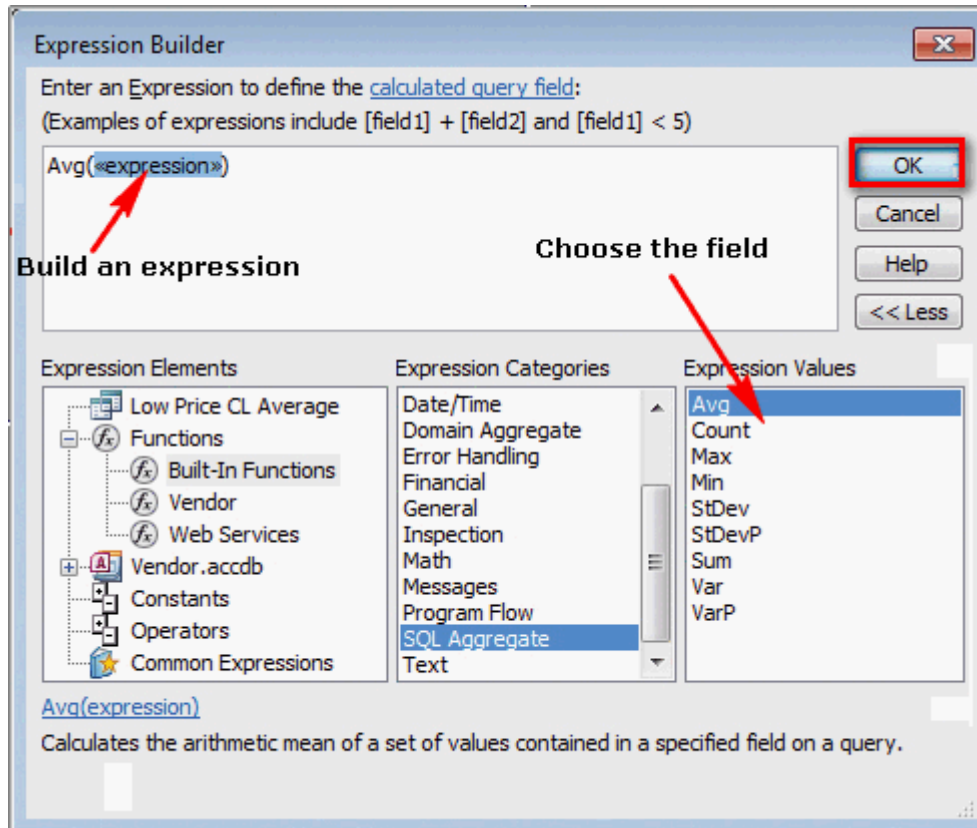 Expression Builder
Enter an Expression to define the calculated query field:
(Examples of expressions include [field1] + [field2] and [field1] < 5)
Avg(«expression»)
OK
Cancel
Help
<< Less
Build an expression
Choose the field
Expression Elements
Low Price CL Average
Functions
Built-In Functions
Vendor
Web Services
Vendor.accdb
Constants
Operators
Common Expressions
Expression Categories
Date/Time
Domain Aggregate
Error Handling
Financial
General
Inspection
Math
Messages
Program Flow
SQL Aggregate
Text
Expression Values
Avg
Count
Max
Min
StDev
StDevP
Sum
Var
VarP
Avg(expression)
Calculates the arithmetic mean of a set of values contained in a specified field on a query.